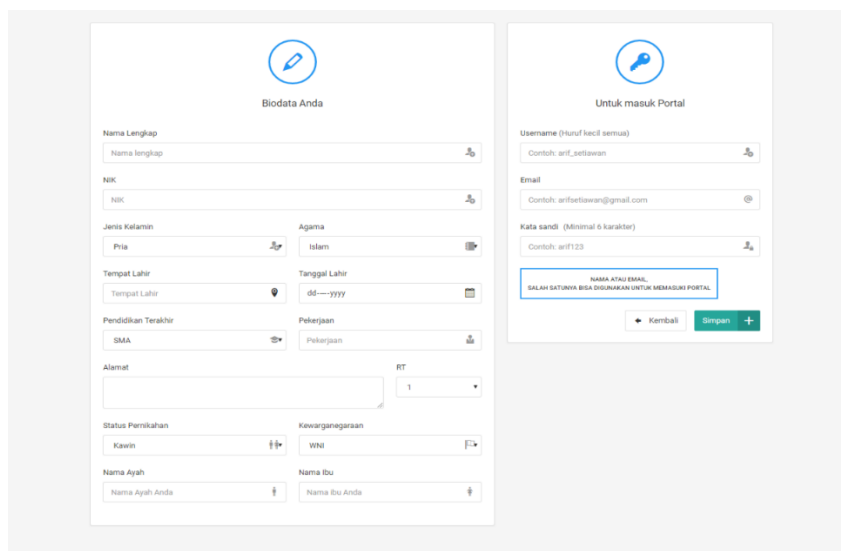 Biodata Anda
Nama Lengkap
Nama lengkap
NIK
NIK
Jenis Kelamin
Agama
Pria
Islam
Tempat Lahir
Tanggal Lahir
Tempat Lahir
dd----yyyy
Pendidikan Terakhir
Pekerjaan
SMA
Pekerjaan
Alamat
RT
1
Status Pernikahan
Kewarganegaraan
Kawin
WNI
Nama Ayah
Nama Ibu
Nama Ayah Anda
Nama ibu Anda
Untuk masuk Portal
Username (Huruf kecil semua)
Contoh: arif_setiawan
Email
Contoh: arifsetiawan@gmail.com
Kata sandi (Minimal 6 karakter)
Contoh: arif123
NAMA ATAU EMAIL,
SALAH SATUNYA BISA DIGUNAKAN UNTUK MEMASUKI PORTAL
Kembali
Simpan +